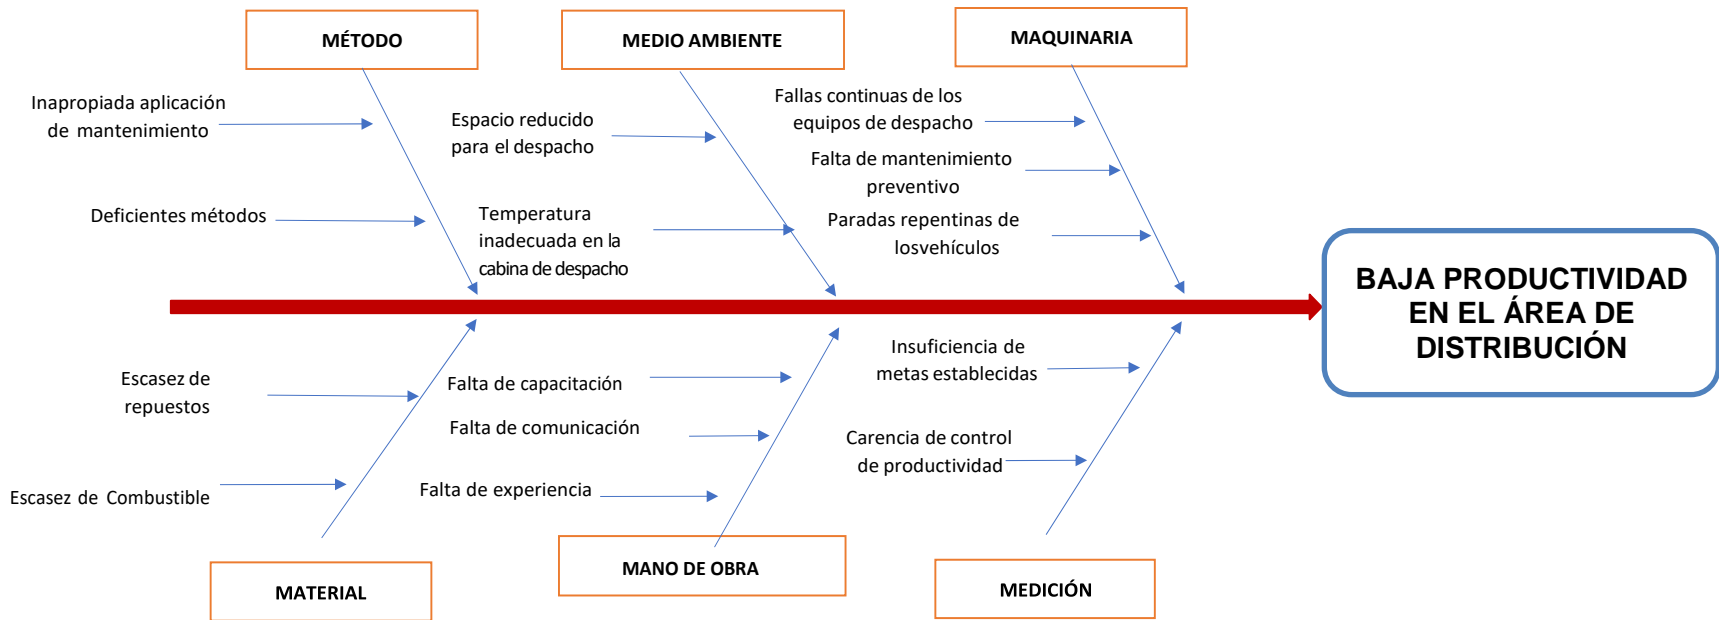 MÉTODO
MEDIO AMBIENTE
MAQUINARIA
Inapropiada aplicación
de mantenimiento
Deficientes métodos
Espacio reducido
para el despacho
Temperatura
inadecuada en la
cabina de despacho
Fallas continuas de los
equipos de despacho
Falta de mantenimiento
preventivo
Paradas repentinas de
losvehículos
BAJA PRODUCTIVIDAD
EN EL ÁREA DE
DISTRIBUCIÓN
Escasez de
repuestos
Escasez de Combustible
Falta de capacitación
Falta de comunicación
Falta de experiencia
Insuficiencia de
metas establecidas
Carencia de control
de productividad
MATERIAL
MANO DE OBRA
MEDICIÓN